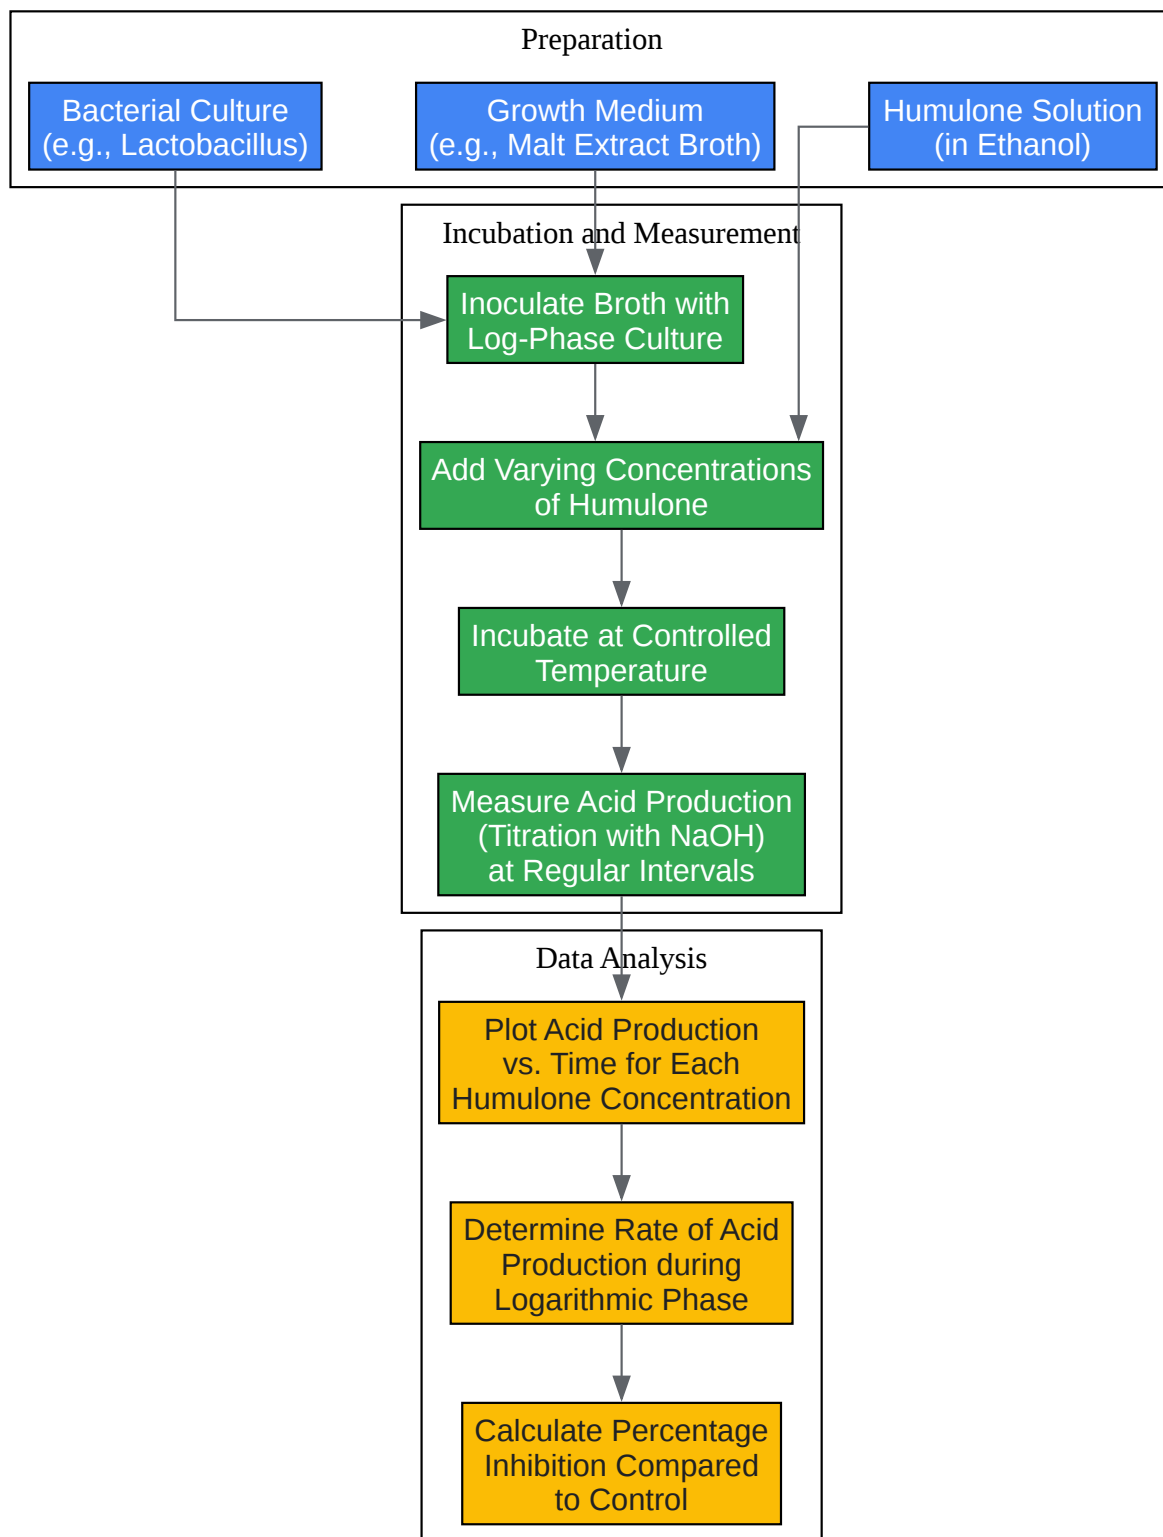 Preparation
Bacterial Culture
(e.g., Lactobacillus)
Growth Medium
(e.g., Malt Extract Broth)
Humulone Solution
(in Ethanol)
Incubation and Measurement
Inoculate Broth with
Log-Phase Culture
Add Varying Concentrations
of Humulone
Incubate at Controlled
Temperature
Measure Acid Production
(Titration with NaOH)
at Regular Intervals
Data Analysis
Plot Acid Production
vs. Time for Each
Humulone Concentration
Determine Rate of Acid
Production during
Logarithmic Phase
Calculate Percentage
Inhibition Compared
to Control